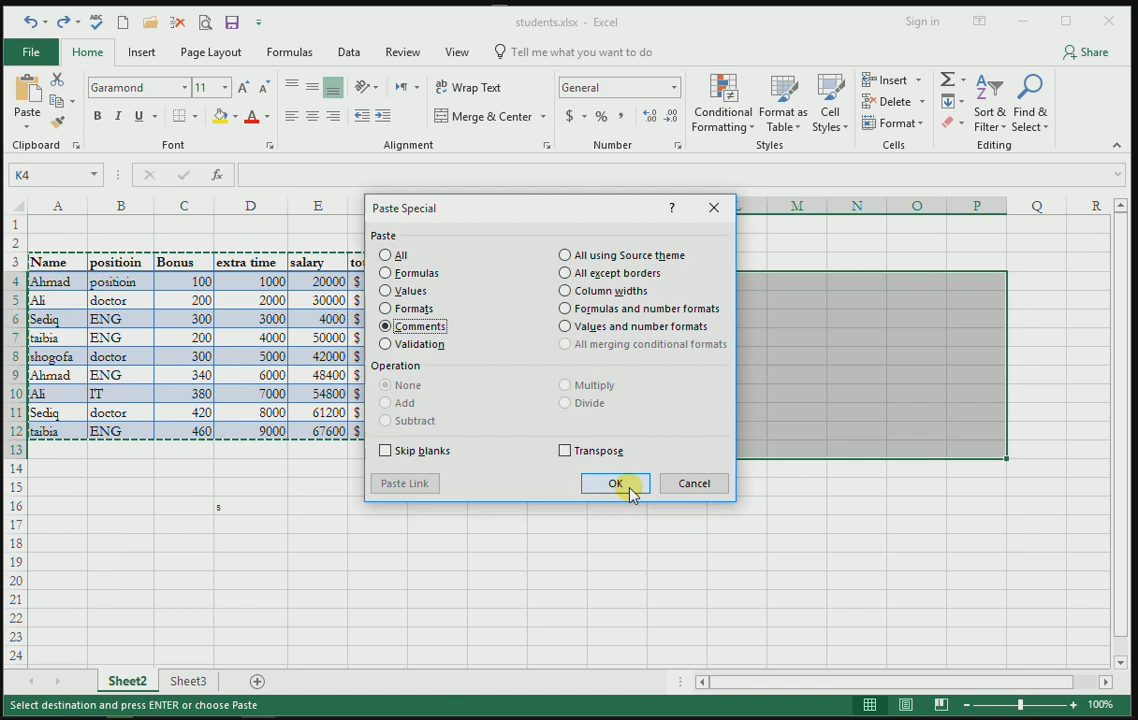 ABC
students.xlsx - Excel
Sign in
File Home Insert Page Layout Formulas Data Review View Tell me what you want to do Share
Paste
Garamond 11
B I U
Wrap Text
Merge & Center
General
$ % ,
Conditional Formatting
Format as Table
Cell Styles
Insert
Delete
Format
Sort & Filter
Find & Select
Clipboard Font Alignment Number Styles Cells Editing
K4 fx
A B C D E M N O P Q R
1
2
3 Name positioin Bonus extra time salary to
4 Ahmad positioin 100 1000 20000 $
5 Ali doctor 200 2000 30000 $
6 Sediq ENG 300 3000 4000 $
7 taibia ENG 200 4000 50000 $
8 shogofa doctor 300 5000 42000 $
9 Ahmad ENG 340 6000 48400 $
10 Ali IT 380 7000 54800 $
11 Sediq doctor 420 8000 61200 $
12 taibia ENG 460 9000 67600 $
13
14
15
16 s
17
18
19
20
21
22
23
24
Paste Special ?
Paste
All All using Source theme
Formulas All except borders
Values Column widths
Formats Formulas and number formats
Comments Values and number formats
Validation All merging conditional formats
Operation
None Multiply
Add Divide
Subtract
Skip blanks Transpose
Paste Link OK Cancel
Sheet2 Sheet3
Select destination and press ENTER or choose Paste 100%